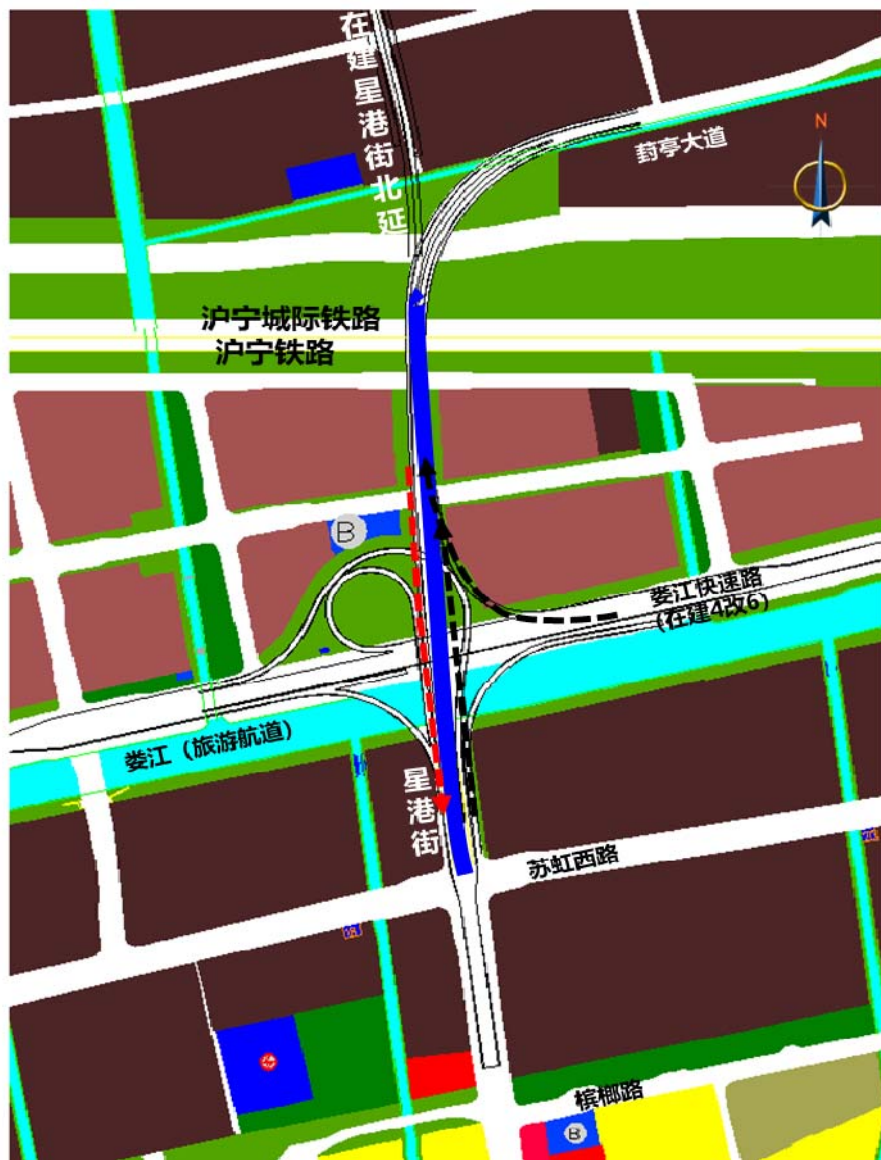 在建星港街北延
N
葑亭大道
沪宁城际铁路
沪宁铁路
B
娄江快速路
(在建4改6)
娄江（旅游航道）
星港街
苏虹西路
槟榔路
B